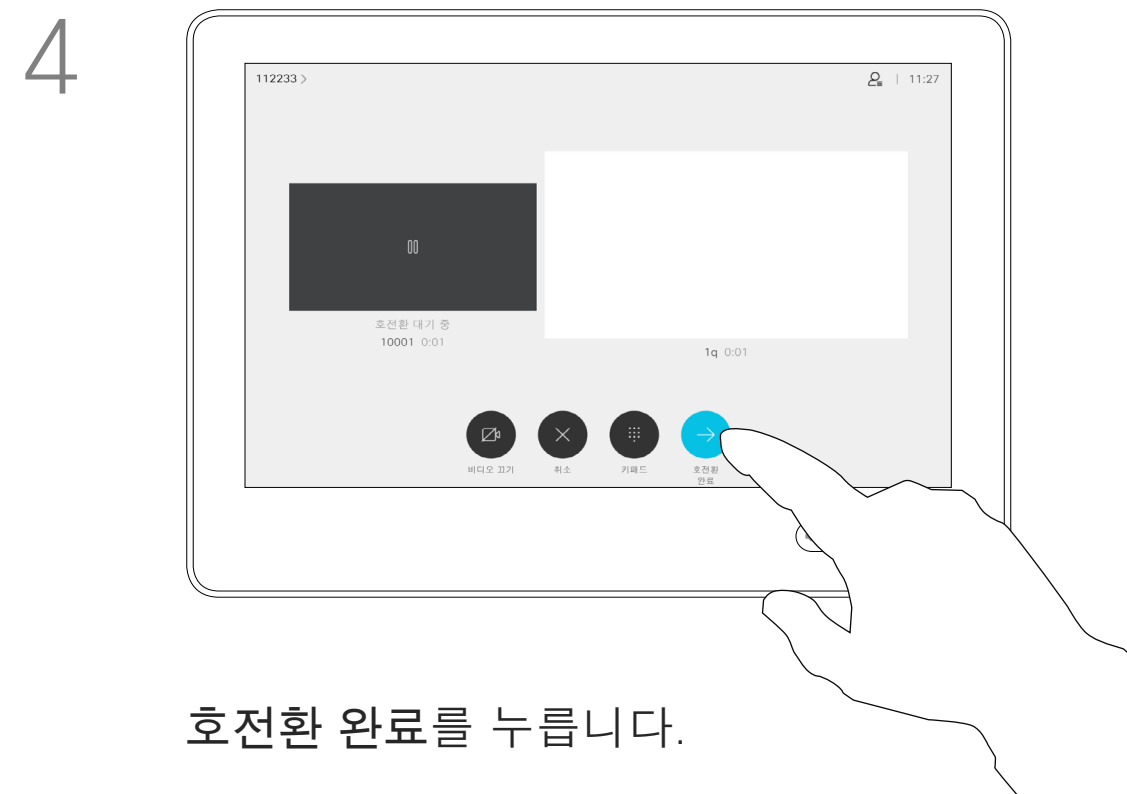 4
112233 >
| 11:27
호전환 대기 중
10001 0:01
1q 0:01
비디오 끄기
취소
키패드
호전환
완료
호전환 완료를 누릅니다.